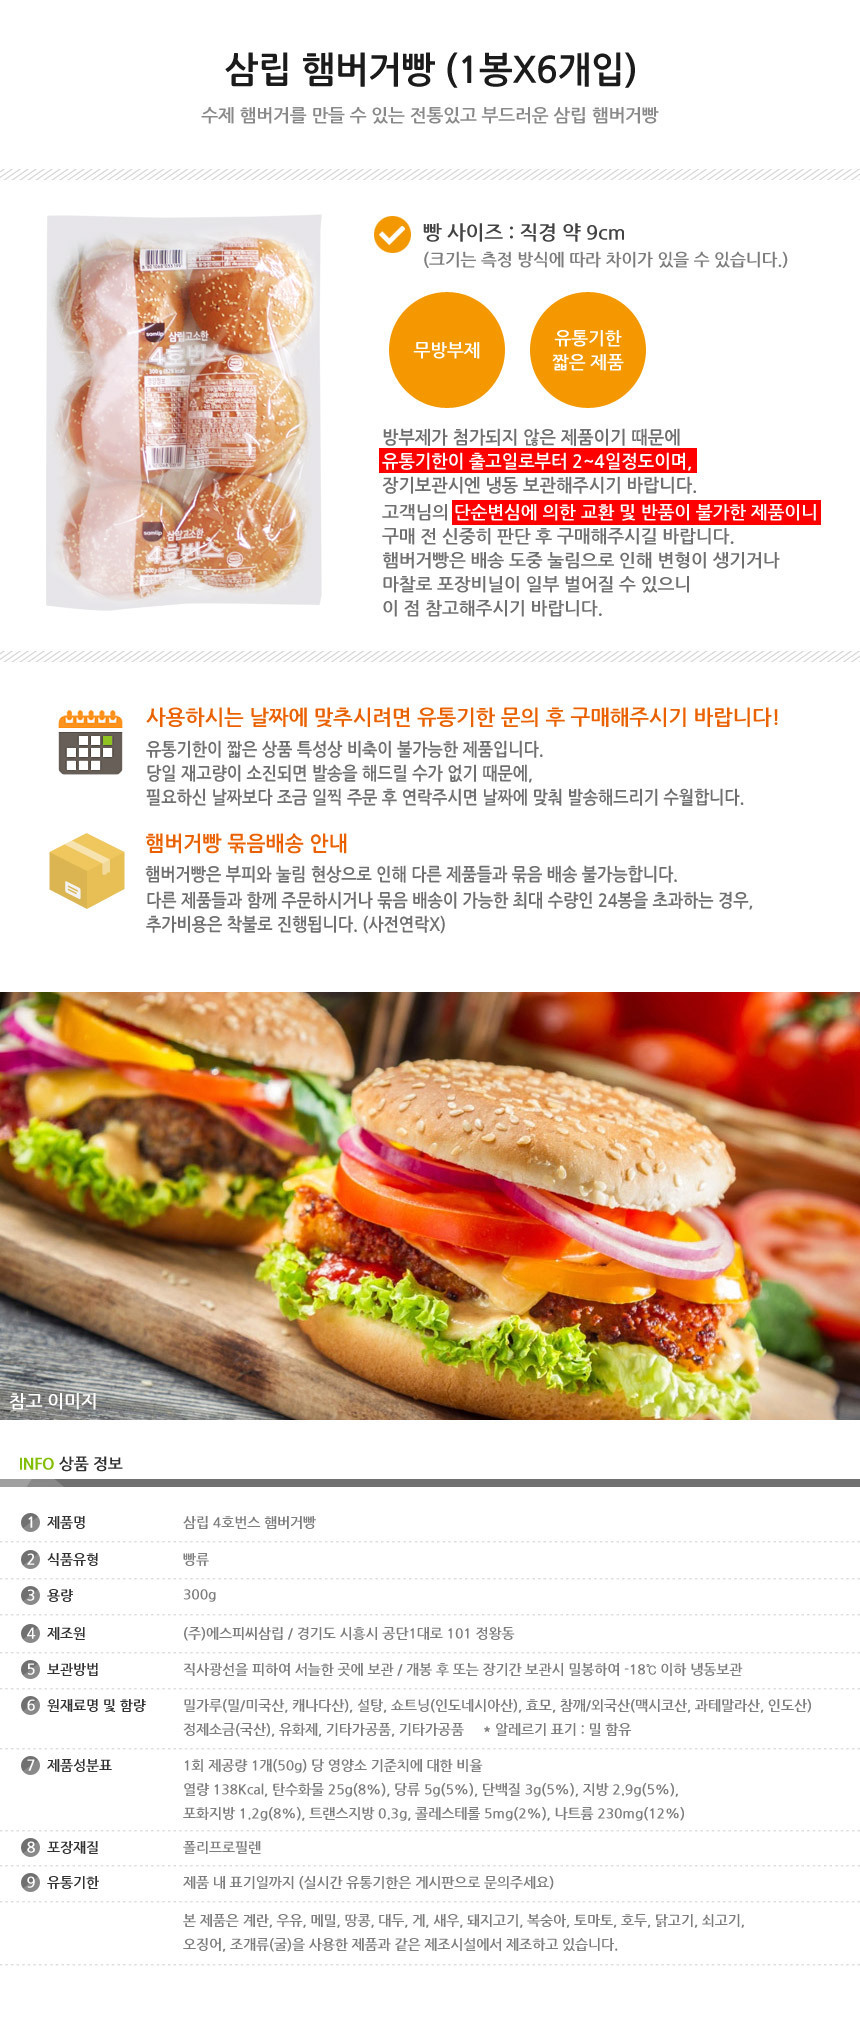 삼립 햄버거빵 (1봉X6개입)
수제 햄버거를 만들 수 있는 전통있고 부드러운 삼립 햄버거빵
samlip
삼립고소한
4호번스
samlip
삼립고소한
4호번스
빵 사이즈 : 직경 약 9cm
(크기는 측정 방식에 따라 차이가 있을 수 있습니다.)
무방부제
유통기한
짧은 제품
방부제가 첨가되지 않은 제품이기 때문에
유통기한이 출고일로부터 2~4일정도이며,
장기보관시엔 냉동 보관해주시기 바랍니다.
고객님의 단순변심에 의한 교환 및 반품이 불가한 제품이니
구매 전 신중히 판단 후 구매해주시길 바랍니다.
햄버거빵은 배송 도중 눌림으로 인해 변형이 생기거나
마찰로 포장비닐이 일부 벌어질 수 있으니
이 점 참고해주시기 바랍니다.
사용하시는 날짜에 맞추시려면 유통기한 문의 후 구매해주시기 바랍니다!
유통기한이 짧은 상품 특성상 비축이 불가능한 제품입니다.
당일 재고량이 소진되면 발송을 해드릴 수가 없기 때문에,
필요하신 날짜보다 조금 일찍 주문 후 연락주시면 날짜에 맞춰 발송해드리기 수월합니다.
햄버거빵 묶음배송 안내
햄버거빵은 부피와 눌림 현상으로 인해 다른 제품들과 묶음 배송 불가능합니다.
다른 제품들과 함께 주문하시거나 묶음 배송이 가능한 최대 수량인 24봉을 초과하는 경우,
추가비용은 착불로 진행됩니다. (사전연락X)
참고 이미지
INFO 상품 정보
1 제품명 삼립 4호번스 햄버거빵
2 식품유형 빵류
3 용량 300g
4 제조원 (주)에스피씨삼립 / 경기도 시흥시 공단1대로 101 정왕동
5 보관방법 직사광선을 피하여 서늘한 곳에 보관 / 개봉 후 또는 장기간 보관시 밀봉하여 -18℃ 이하 냉동보관
6 원재료명 및 함량 밀가루(밀/미국산, 캐나다산), 설탕, 쇼트닝(인도네시아산), 효모, 참깨/외국산(맥시코산, 과테말라산, 인도산)
정제소금(국산), 유화제, 기타가공품, 기타가공품 * 알레르기 표기 : 밀 함유
7 제품성분표 1회 제공량 1개(50g) 당 영양소 기준치에 대한 비율
열량 138Kcal, 탄수화물 25g(8%), 당류 5g(5%), 단백질 3g(5%), 지방 2.9g(5%),
포화지방 1.2g(8%), 트랜스지방 0.3g, 콜레스테롤 5mg(2%), 나트륨 230mg(12%)
8 포장재질 폴리프로필렌
9 유통기한 제품 내 표기일까지 (실시간 유통기한은 게시판으로 문의주세요)
본 제품은 계란, 우유, 메밀, 땅콩, 대두, 게, 새우, 돼지고기, 복숭아, 토마토, 호두, 닭고기, 쇠고기,
오징어, 조개류(굴)을 사용한 제품과 같은 제조시설에서 제조하고 있습니다.